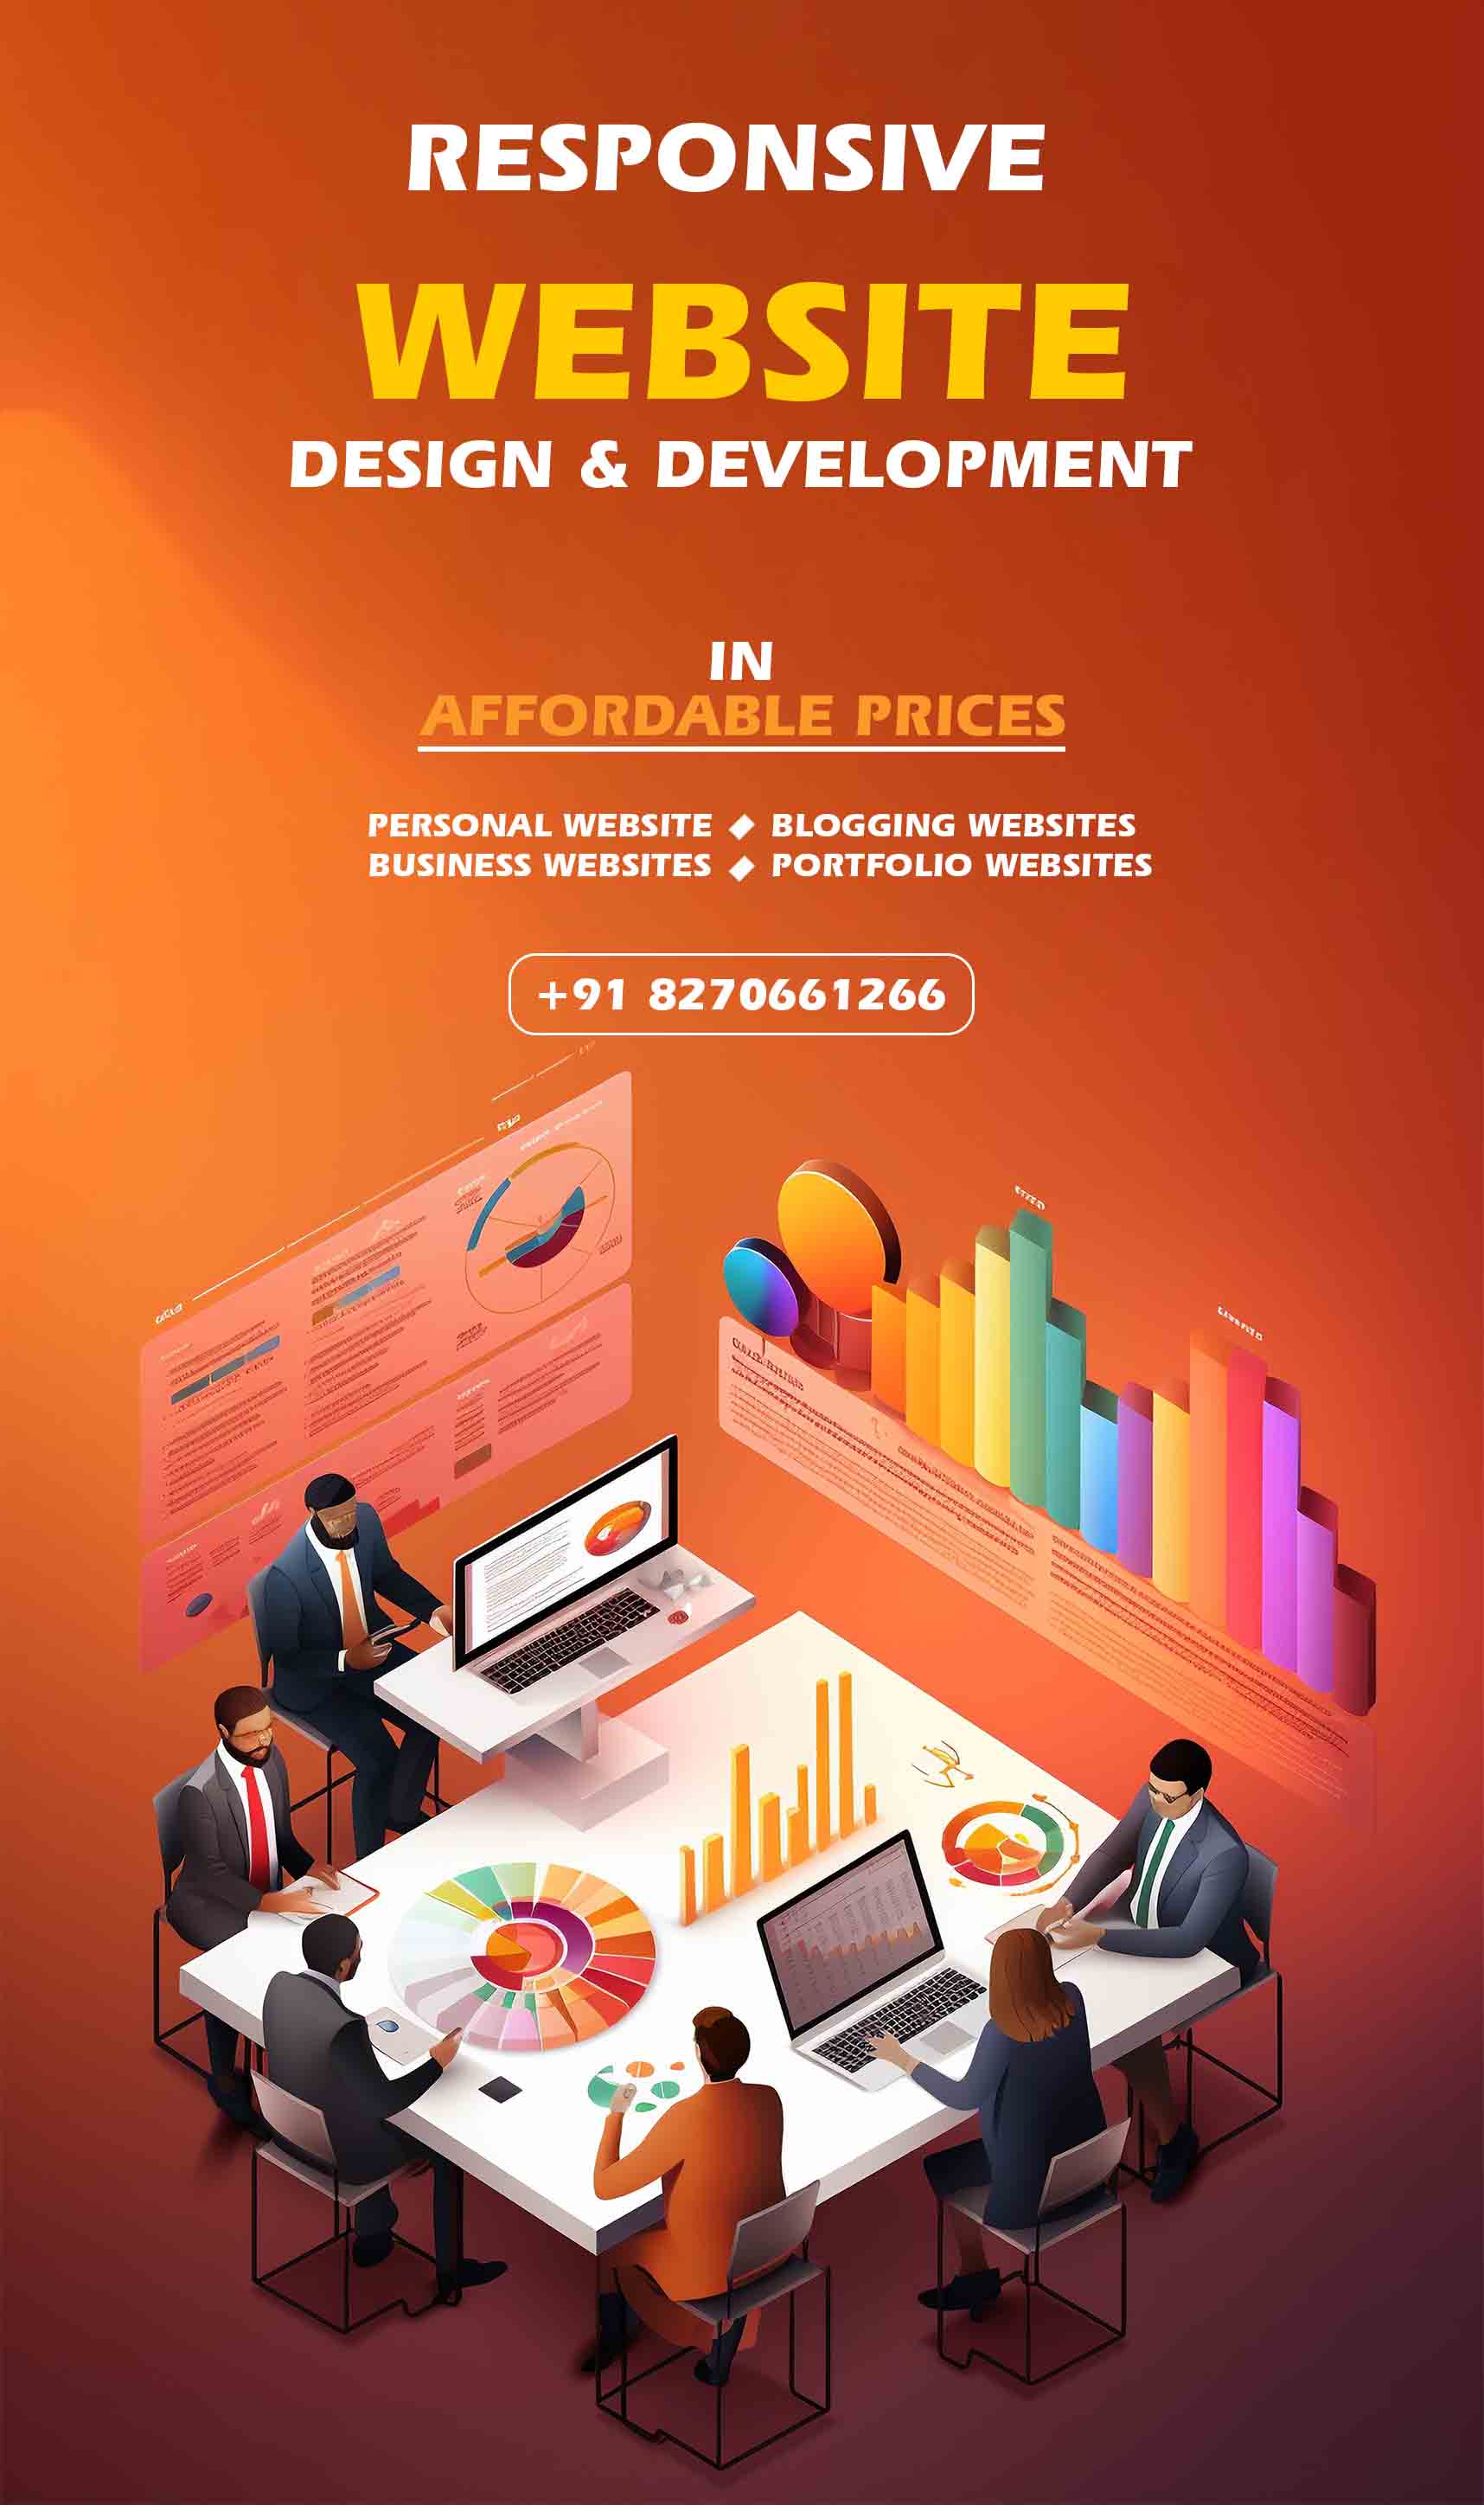 RESPONSIVE
WEBSITE
DESIGN & DEVELOPMENT
IN
AFFORDABLE PRICES
PERSONAL WEBSITE ◆ BLOGGING WEBSITES
BUSINESS WEBSITES ◆ PORTFOLIO WEBSITES
+91 8270661266